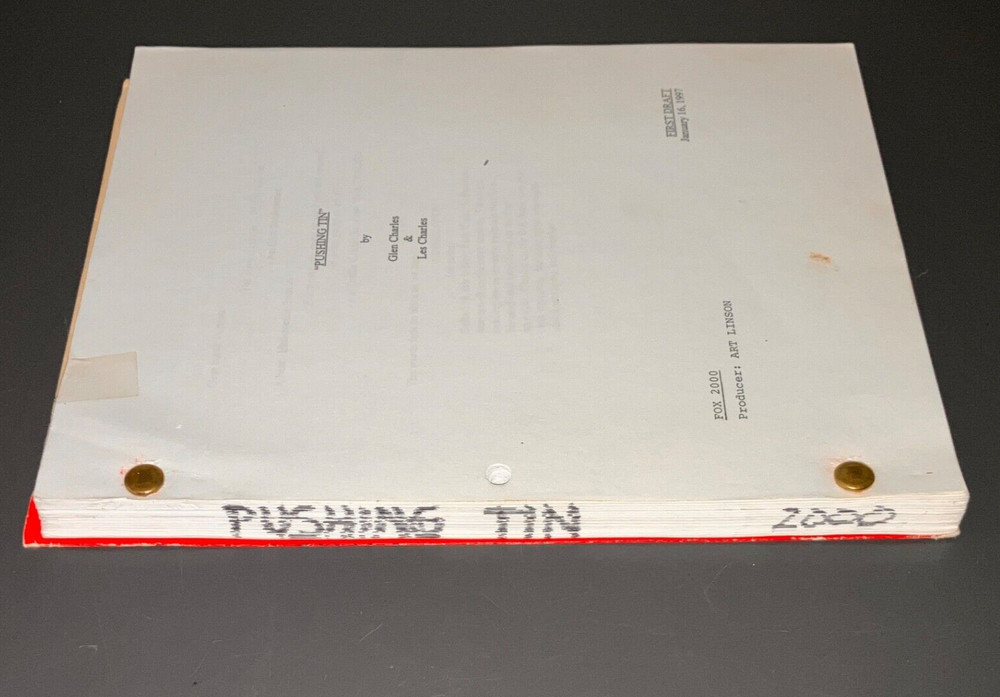 "PUSHING TIN"
by
Glen Charles
&
Les Charles
FIRST DRAFT
January 16, 1997
FOX 2000
Producer: ART LINSON
PUSHING TIN 2000